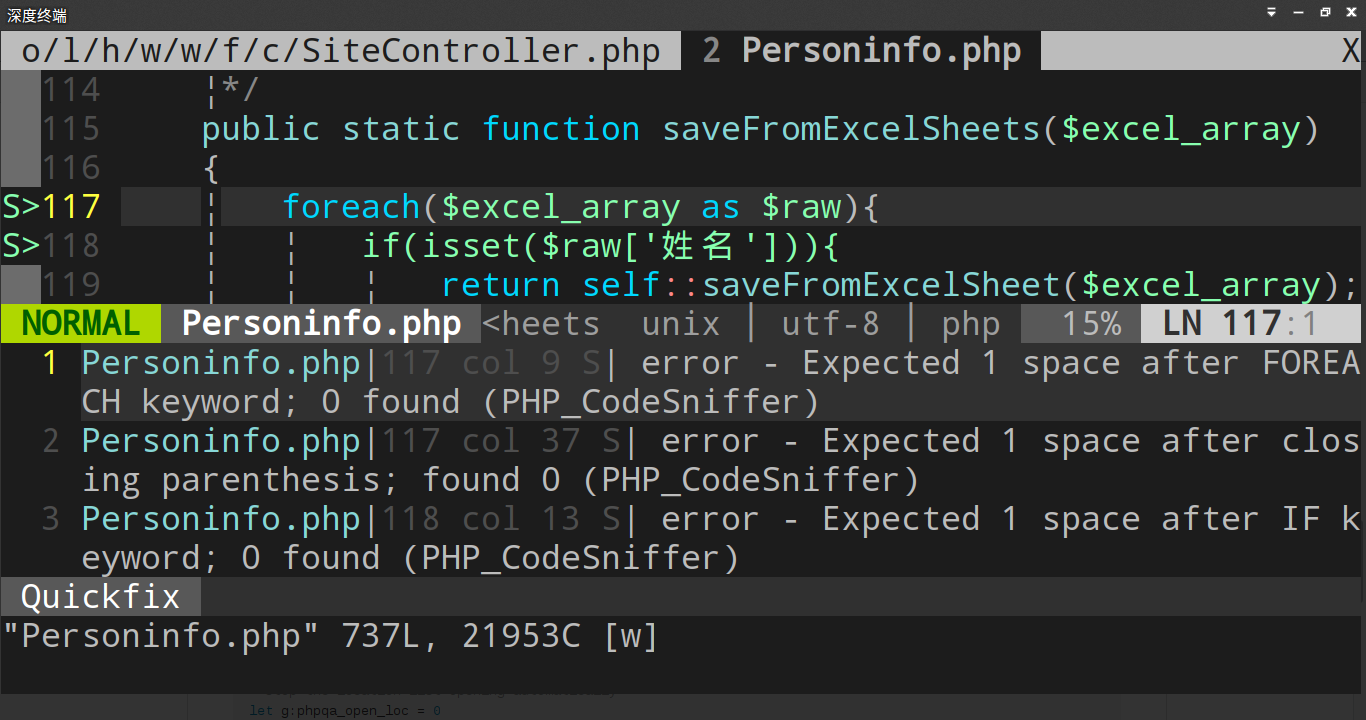 深度终端
o/l/h/w/w/f/c/SiteController.php 2 Personinfo.php X
114 ¦*/
115 public static function saveFromExcelSheets($excel_array)
116 {
S>117 ¦ foreach($excel_array as $raw){
S>118 ¦ ¦ if(isset($raw['姓名'])){
119 ¦ ¦ ¦ return self::saveFromExcelSheet($excel_array);
NORMAL Personinfo.php <heets unix | utf-8 | php 15% LN 117:1
1 Personinfo.php|117 col 9 S| error - Expected 1 space after FOREA
CH keyword; 0 found (PHP_CodeSniffer)
2 Personinfo.php|117 col 37 S| error - Expected 1 space after clos
ing parenthesis; found 0 (PHP_CodeSniffer)
3 Personinfo.php|118 col 13 S| error - Expected 1 space after IF k
eyword; 0 found (PHP_CodeSniffer)
Quickfix
"Personinfo.php" 737L, 21953C [w]
let g:phpqa_open_loc = 0